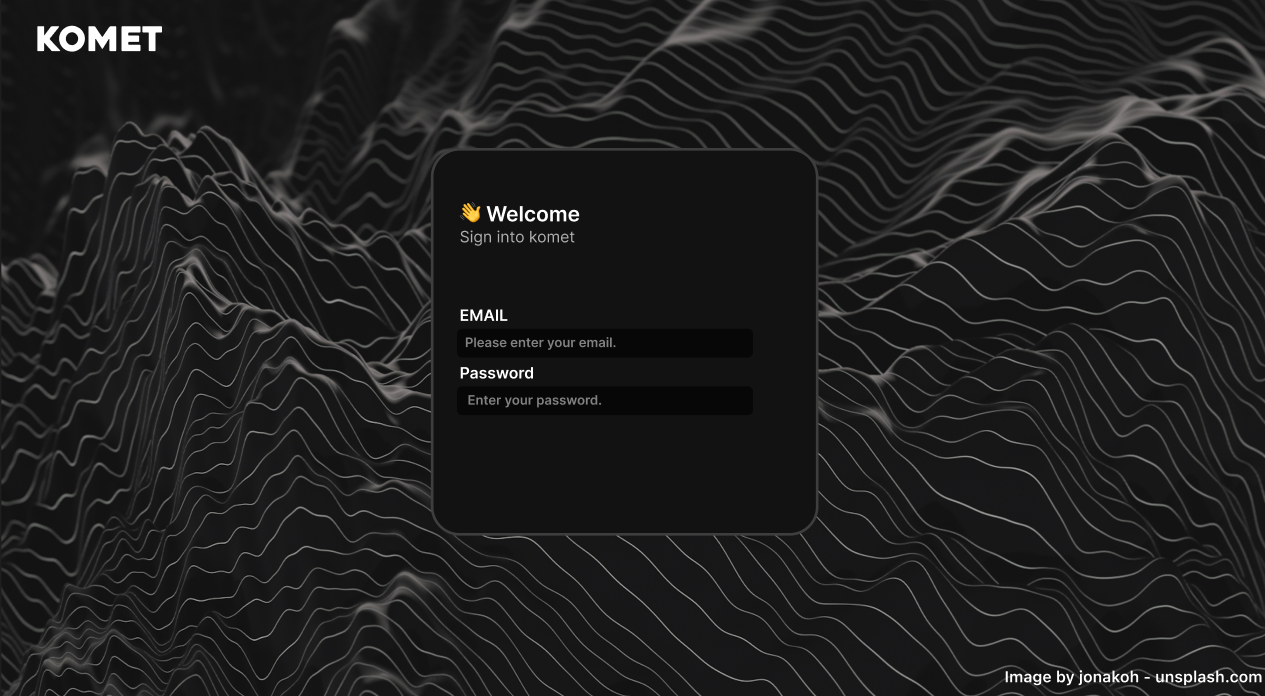 KOMET
👋 Welcome
Sign into komet
EMAIL
Please enter your email.
Password
Enter your password.
Image by jonakoh - unsplash.com